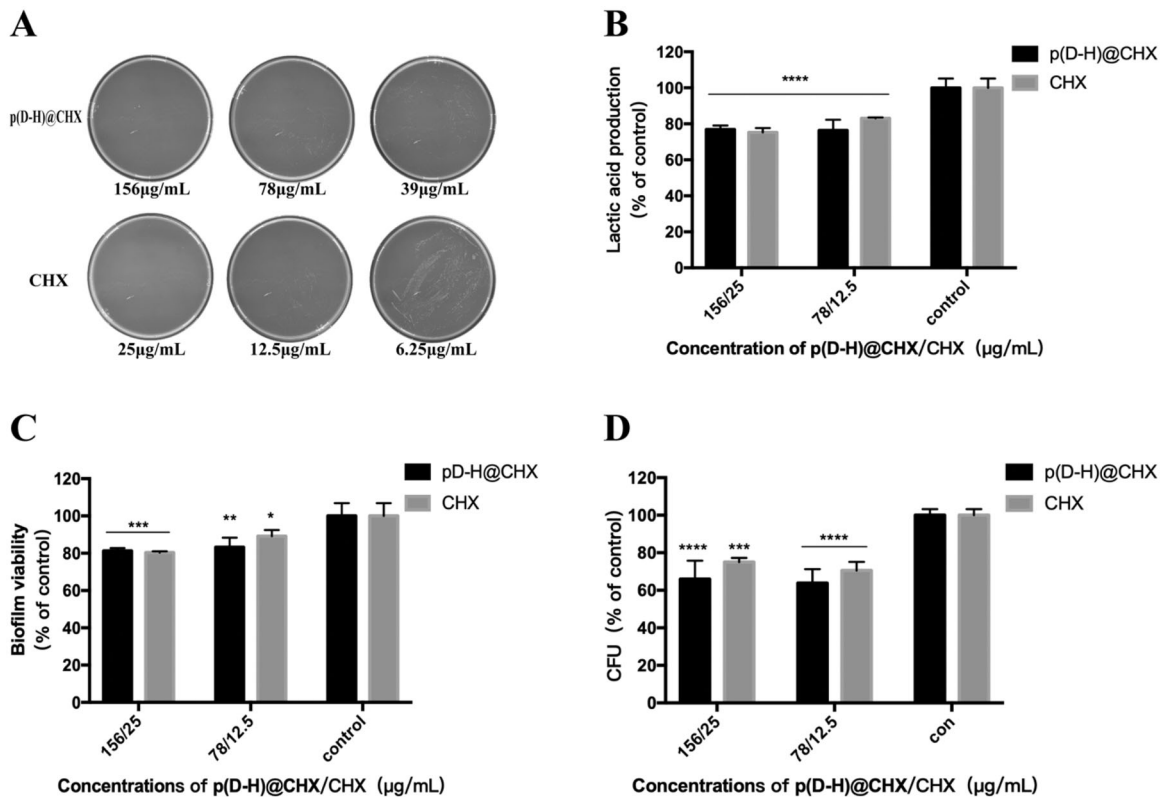 A
p(D-H)@CHX
156μg/mL
78μg/mL
39μg/mL
CHX
25μg/mL
12.5μg/mL
6.25μg/mL
B
p(D-H)@CHX
CHX
Lactic acid production
(% of control)
120
100
80
60
40
20
0
****
156/25
78/12.5
control
Concentration of p(D-H)@CHX/CHX (μg/mL)
C
pD-H@CHX
CHX
Biofilm viability
(% of control)
120
100
80
60
40
20
0
***
**
*
156/25
78/12.5
control
Concentrations of p(D-H)@CHX/CHX (μg/mL)
D
p(D-H)@CHX
CHX
CFU (% of control)
120
100
80
60
40
20
0
****
***
****
156/25
78/12.5
con
Concentrations of p(D-H)@CHX/CHX (μg/mL)